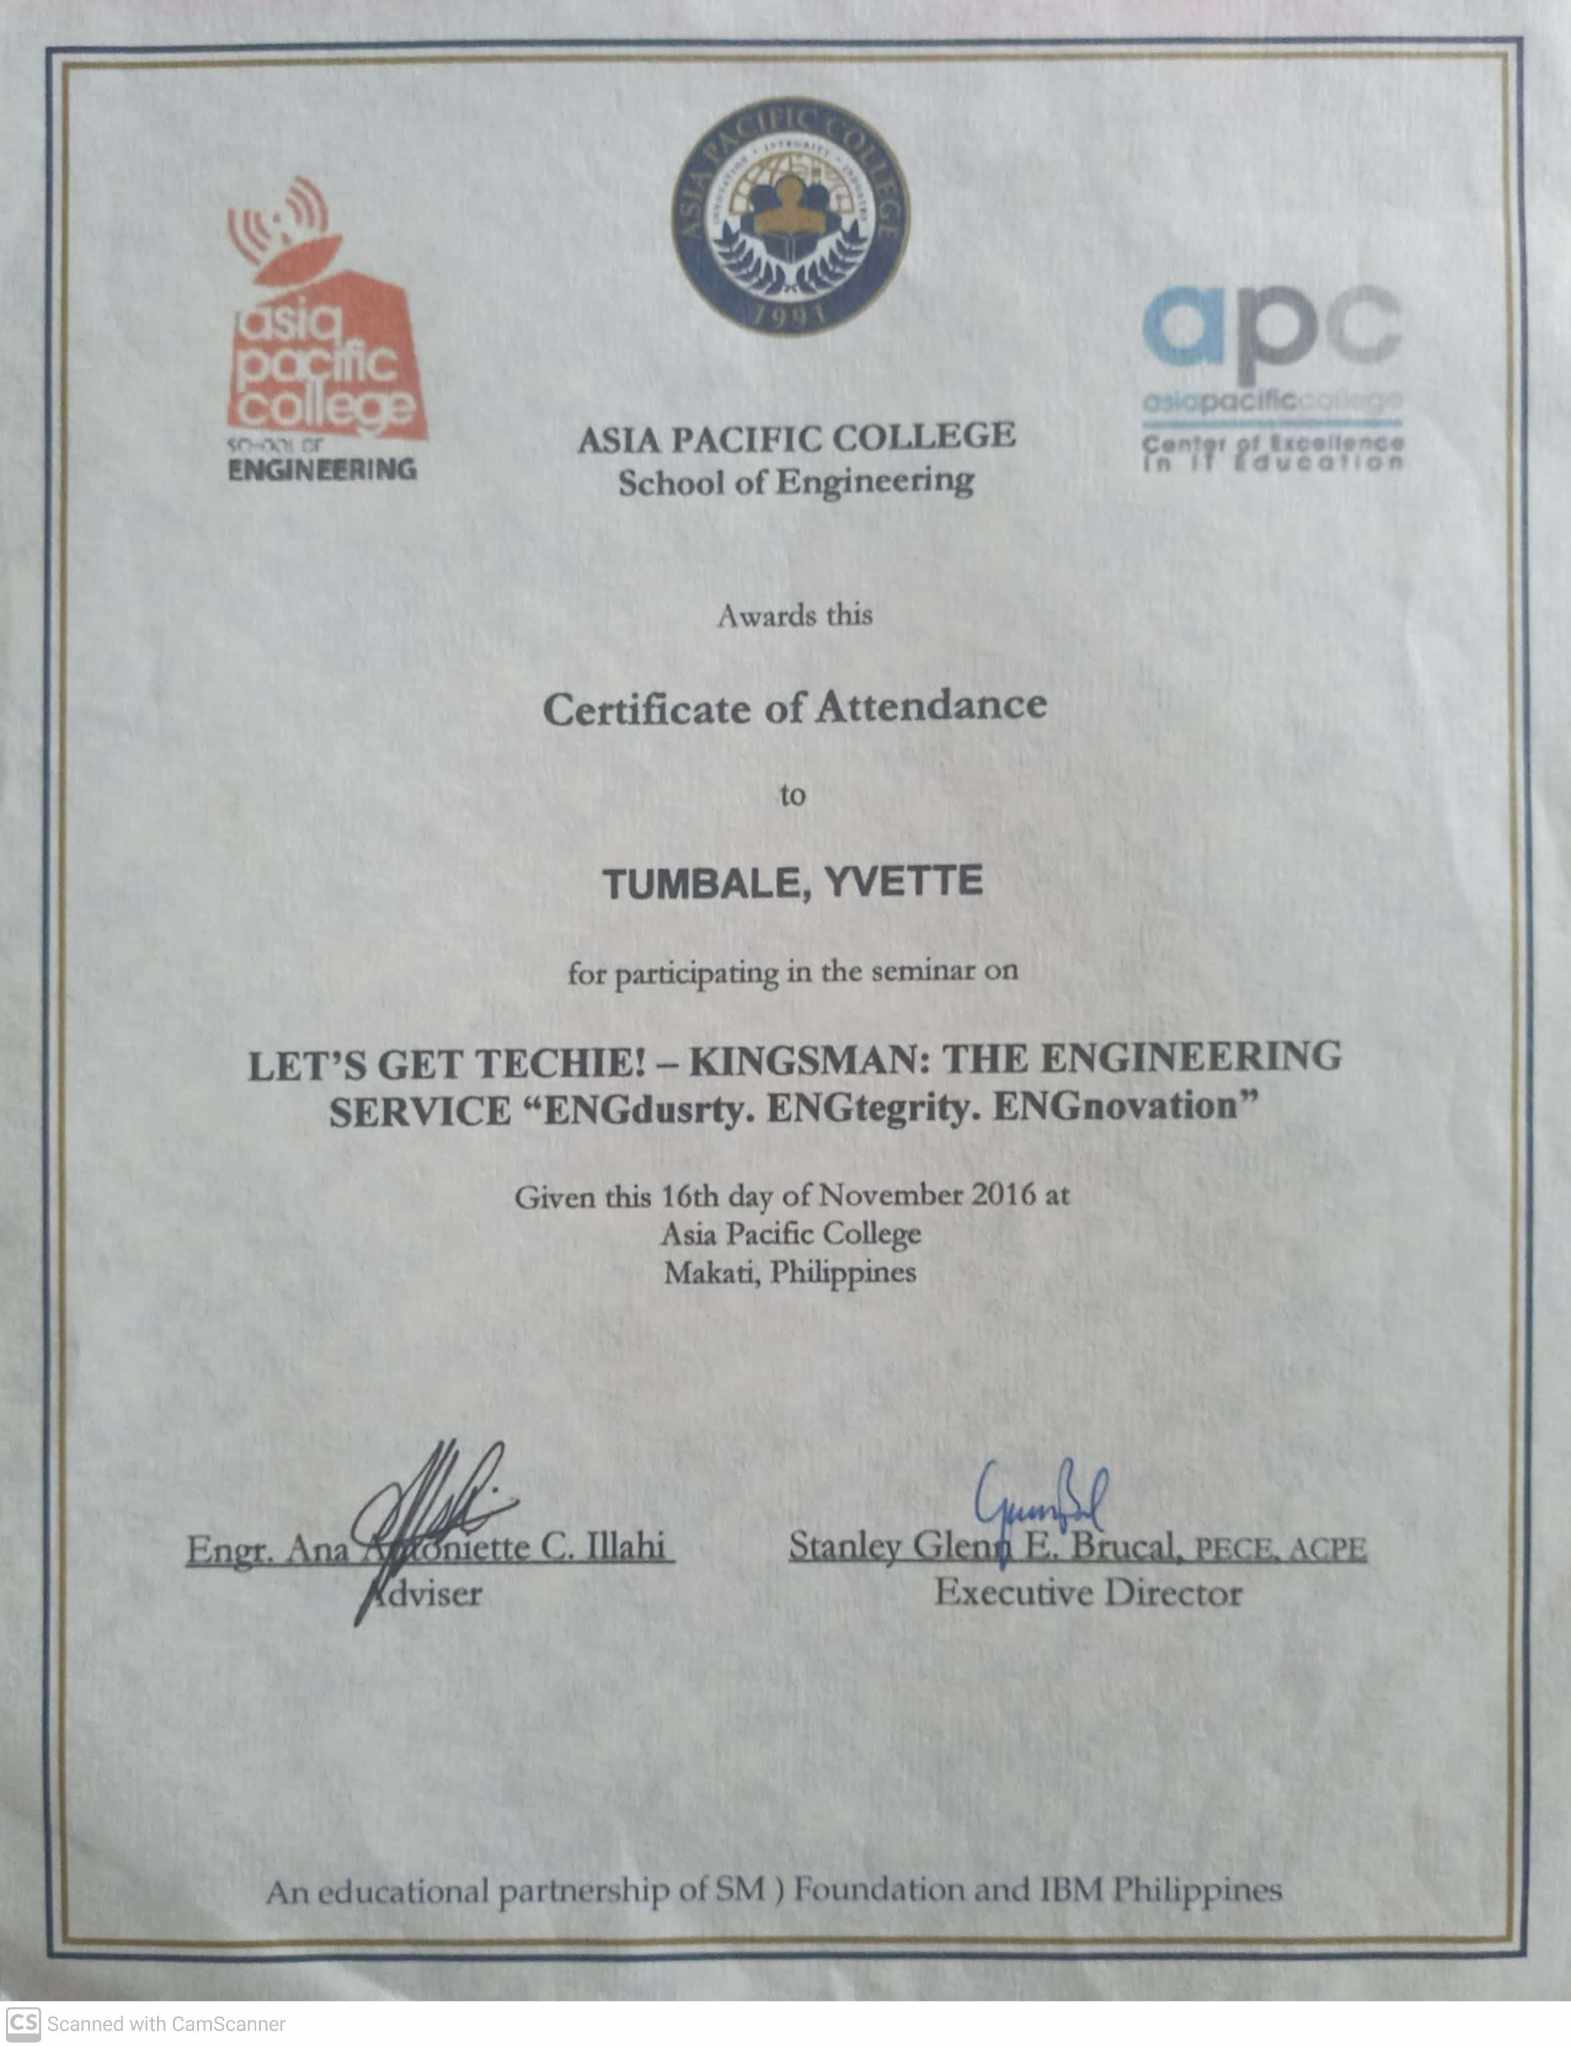 ASIA PACIFIC COLLEGE
INNOVATION • INTEGRITY • INDUSTRY
1991
asia
pacific
college
SCHOOL OF
ENGINEERING
apc
asiapacificcollege
Center of Excellence
in IT Education
ASIA PACIFIC COLLEGE
School of Engineering
Awards this
Certificate of Attendance
to
TUMBALE, YVETTE
for participating in the seminar on
LET'S GET TECHIE! – KINGSMAN: THE ENGINEERING
SERVICE “ENGdusrty. ENGtegrity. ENGnovation”
Given this 16th day of November 2016 at
Asia Pacific College
Makati, Philippines
Engr. Ana Antoniette C. Illahi
Adviser
Stanley Glenn E. Brucal, PECE, ACPE
Executive Director
An educational partnership of SM ) Foundation and IBM Philippines
CS Scanned with CamScanner